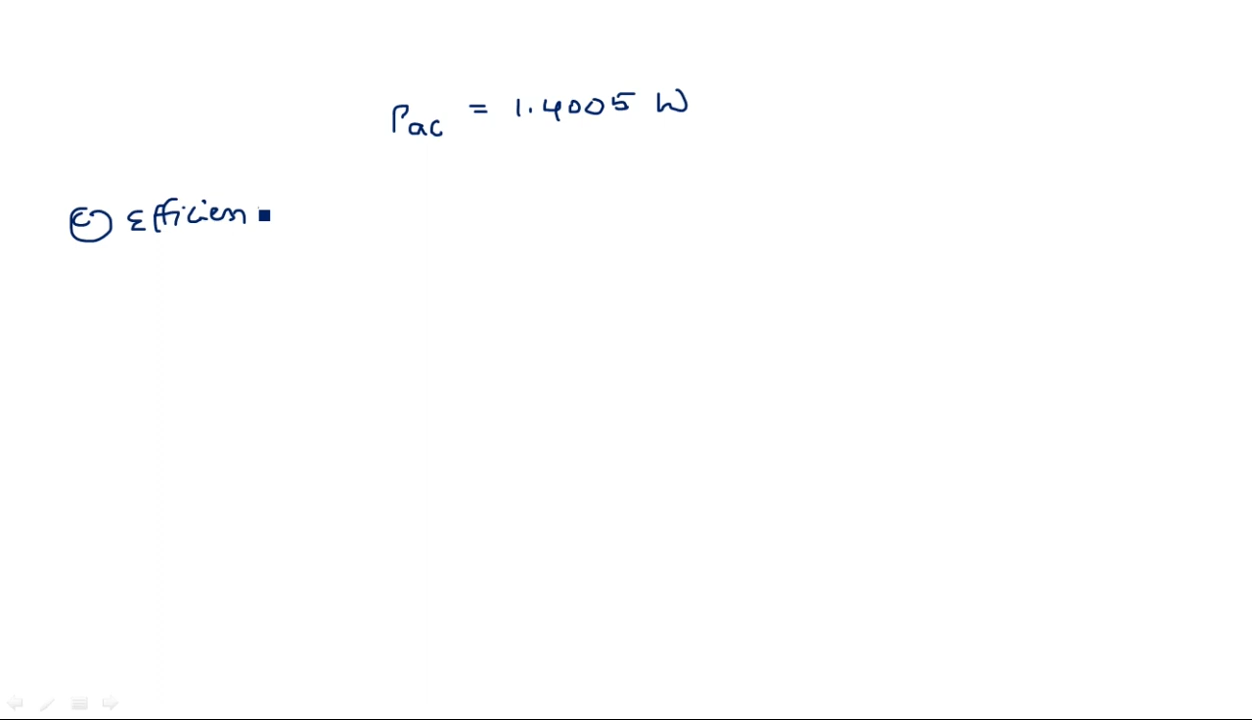 Pac = 1.4005 W
(c) Efficien